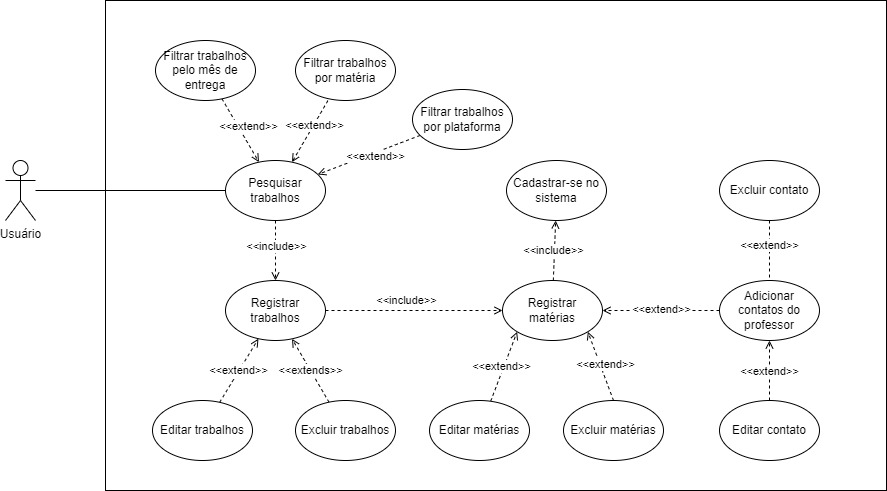 Filtrar trabalhos
pelo mês de
entrega
Filtrar trabalhos
por matéria
Filtrar trabalhos
por plataforma
<<extend>>
<<extend>>
<<extend>>
Usuário
Pesquisar
trabalhos
Cadastrar-se no
sistema
Excluir contato
<<include>>
<<include>>
<<extend>>
Registrar
trabalhos
<<include>>
Registrar
matérias
<<extend>>
Adicionar
contatos do
professor
<<extend>>
<<extends>>
<<extend>>
<<extend>>
<<extend>>
Editar trabalhos
Excluir trabalhos
Editar matérias
Excluir matérias
Editar contato